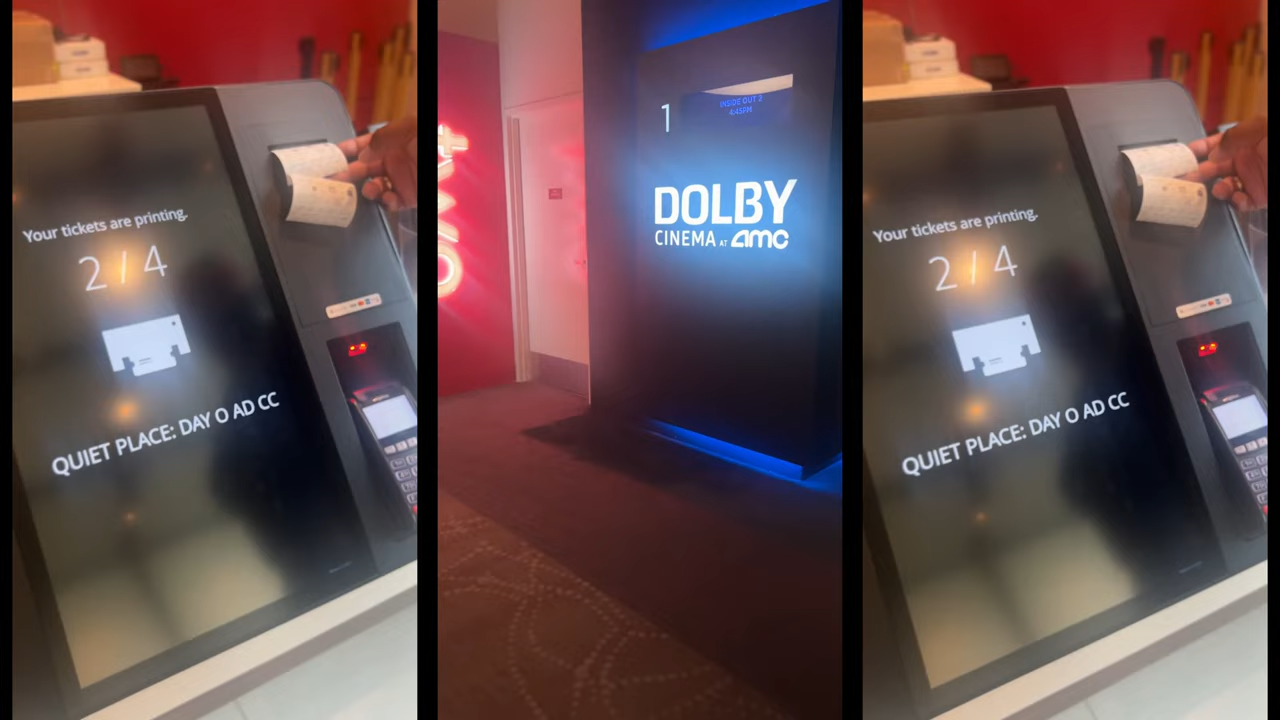 Your tickets are printing.
2 / 4
QUIET PLACE: DAY O AD CC
1
INSIDE OUT 2
4:45PM
DOLBY
CINEMA AT amc
Your tickets are printing.
2 / 4
QUIET PLACE: DAY O AD CC